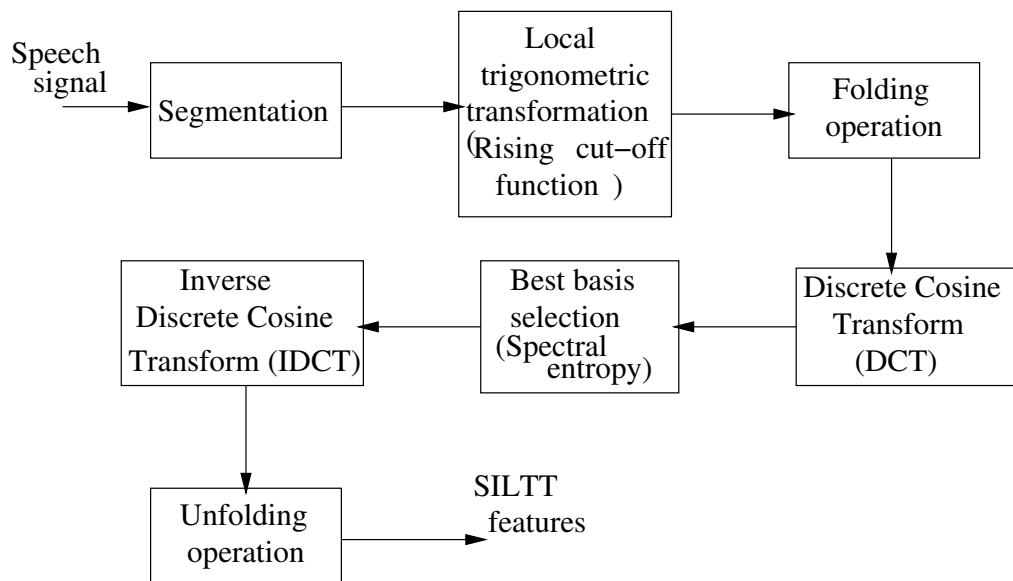 Speech
signal
Segmentation
Local
trigonometric
transformation
(Rising cut-off
function )
Folding
operation
Discrete Cosine
Transform
(DCT)
Best basis
selection
(Spectral
entropy)
Inverse
Discrete Cosine
Transform (IDCT)
Unfolding
operation
SILTT
features